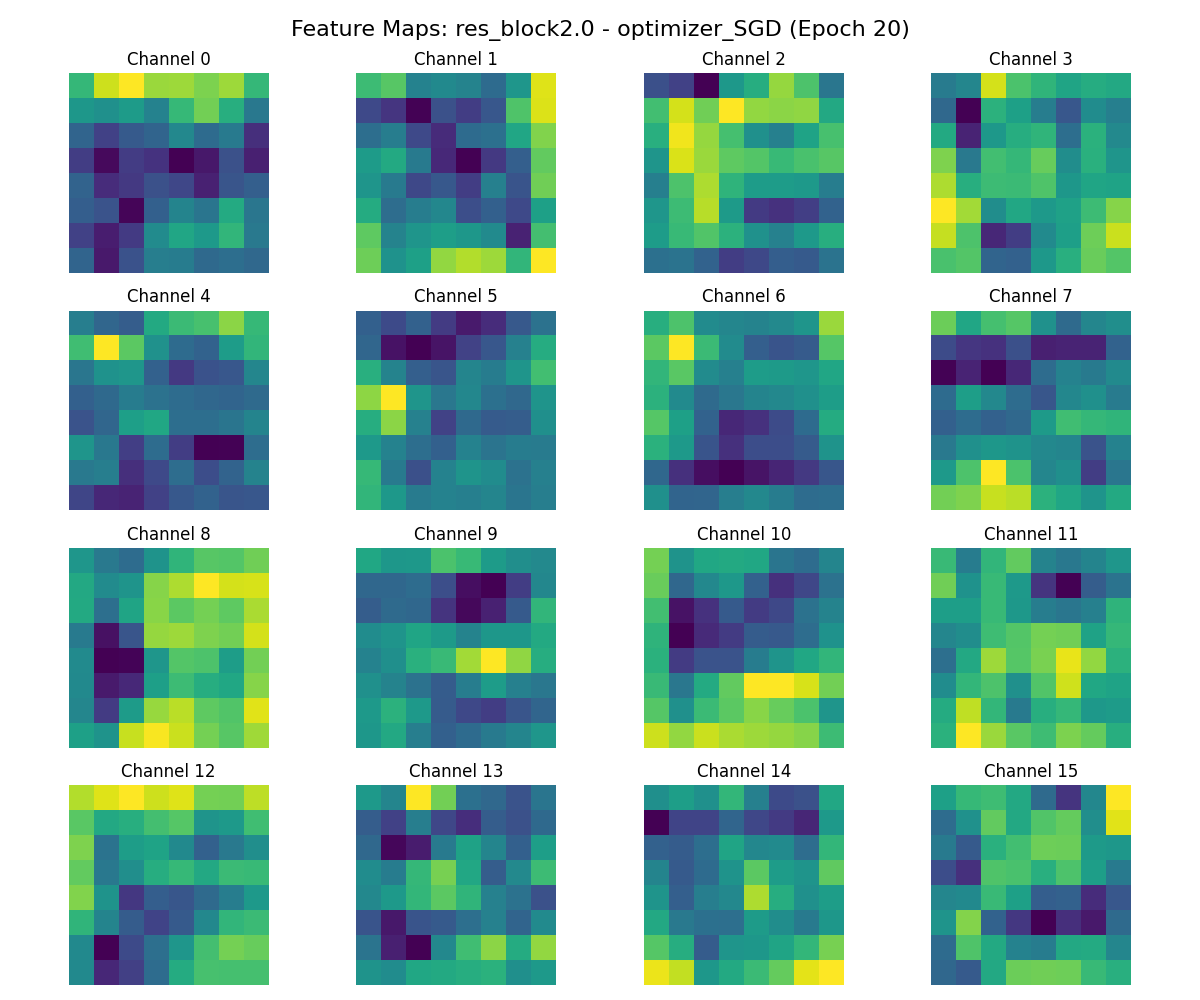 Feature Maps: res_block2.0 - optimizer_SGD (Epoch 20)
Channel 0 Channel 1 Channel 2 Channel 3
Channel 4 Channel 5 Channel 6 Channel 7
Channel 8 Channel 9 Channel 10 Channel 11
Channel 12 Channel 13 Channel 14 Channel 15